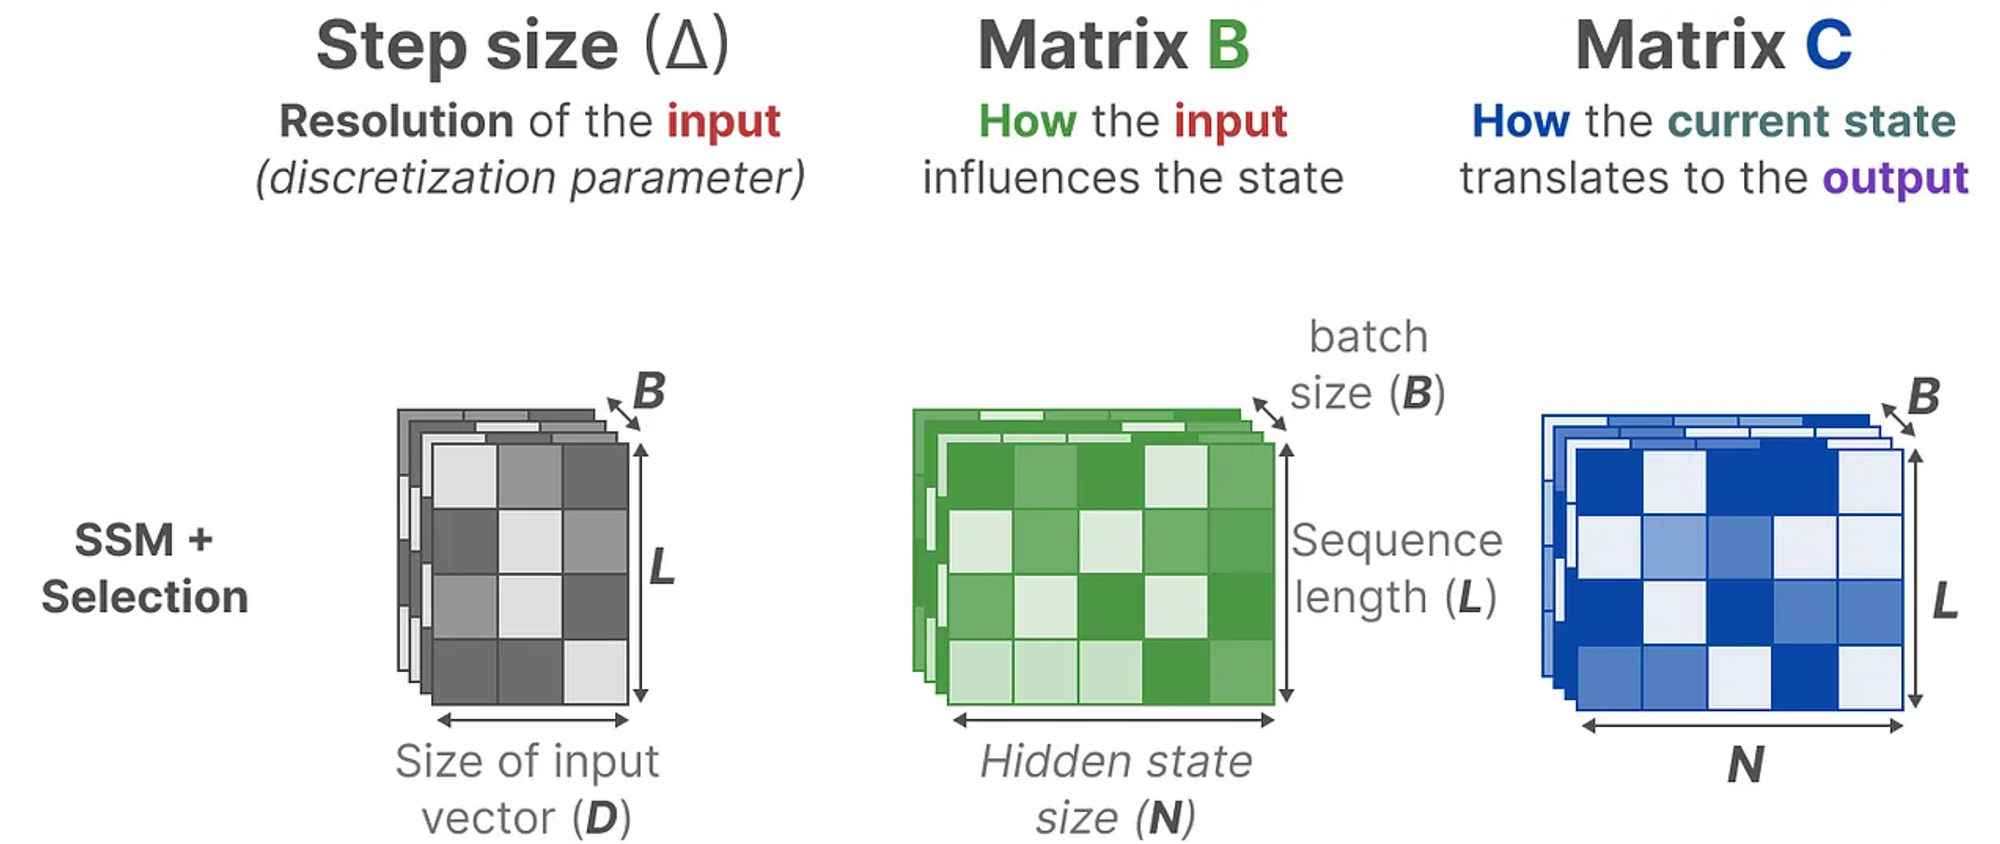 Step size (Δ)
Resolution of the input
(discretization parameter)
Matrix B
How the input
influences the state
Matrix C
How the current state
translates to the output
SSM +
Selection
B
L
Size of input
vector (D)
batch
size (B)
Sequence
length (L)
Hidden state
size (N)
B
L
N